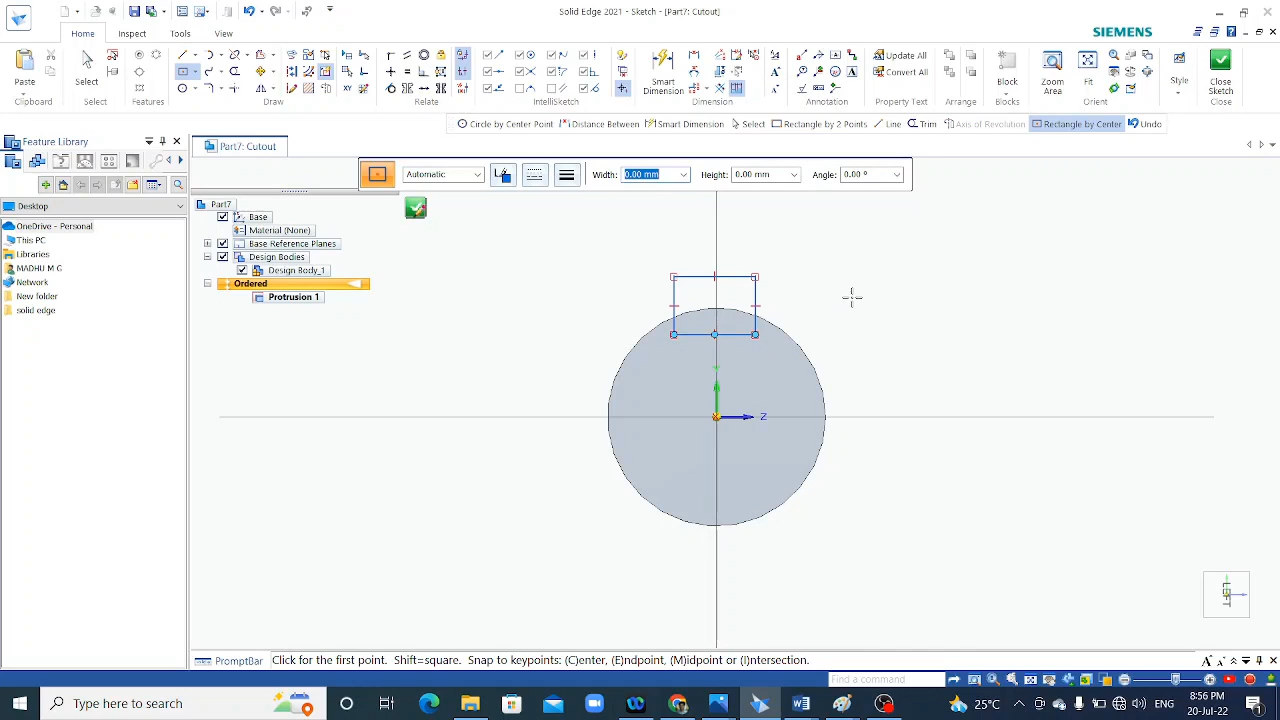 Solid Edge 2021 - Sketch - [Part7: Cutout]
Home
Inspect
Tools
View
SIEMENS
Paste
Select
Smart
Dimension
Update All
Convert All
Block
Zoom
Area
Fit
Style
Close
Sketch
Clipboard
Select
Features
Draw
Relate
IntelliSketch
Dimension
Annotation
Property Text
Arrange
Blocks
Orient
Style
Close
Circle by Center Point
Distance Between
Smart Dimension
Select
Rectangle by 2 Points
Line
Trim
Axis of Revolution
Rectangle by Center
Undo
Feature Library
Part7: Cutout
Automatic
Width:
0.00 mm
Height:
0.00 mm
Angle:
0.00 °
Desktop
OneDrive - Personal
This PC
Libraries
MADHU M G
Network
New folder
solid edge
Part7
Base
Material (None)
Base Reference Planes
Design Bodies
Design Body_1
Ordered
Protrusion 1
Z
PromptBar
Click for the first point. Shift=square. Snap to keypoints: (C)enter, (E)ndpoint, (M)idpoint or (I)ntersection.
Find a command
Type here to search
23°C
8:56 PM
20-Jul-22